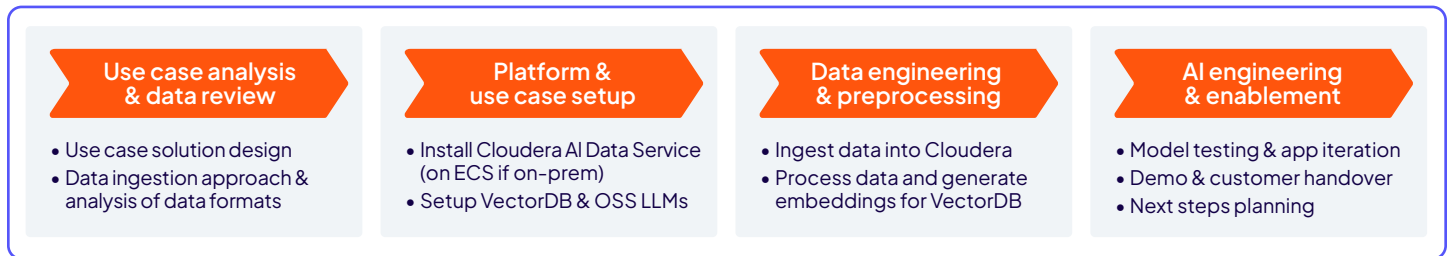 Use case analysis
& data review
• Use case solution design
• Data ingestion approach &
analysis of data formats
Platform &
use case setup
• Install Cloudera AI Data Service
(on ECS if on-prem)
• Setup VectorDB & OSS LLMs
Data engineering
& preprocessing
• Ingest data into Cloudera
• Process data and generate
embeddings for VectorDB
AI engineering
& enablement
• Model testing & app iteration
• Demo & customer handover
• Next steps planning